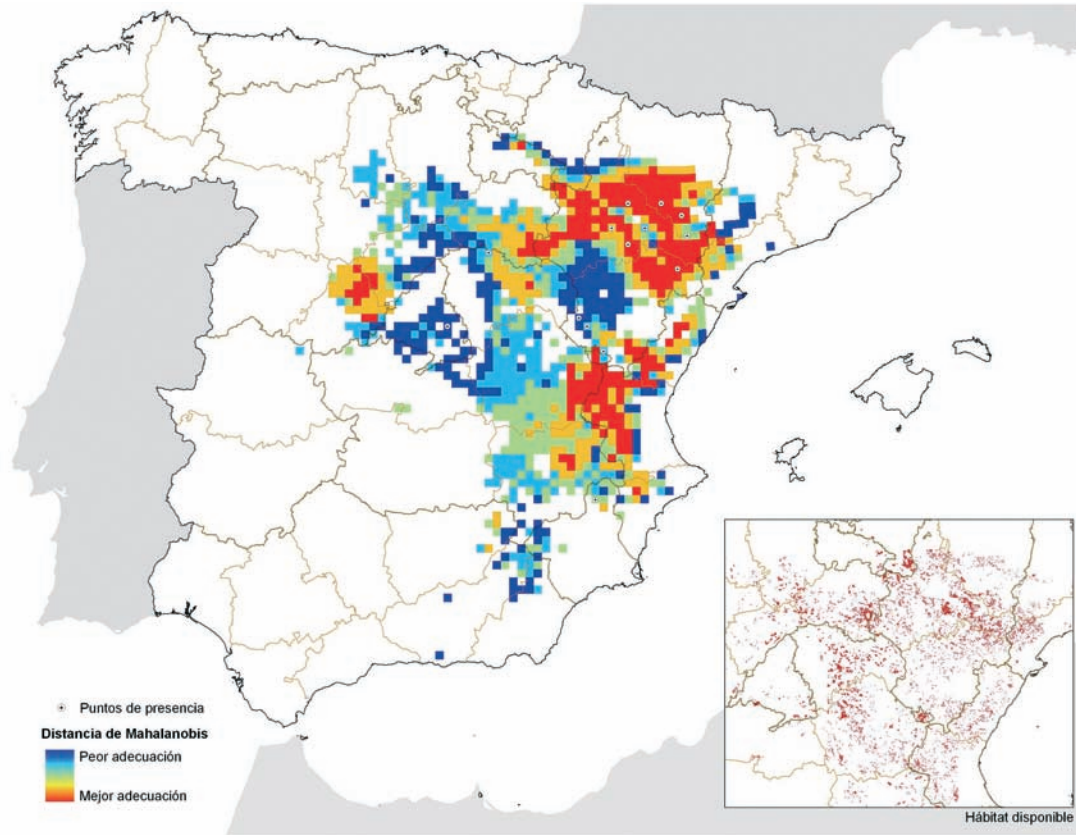 Puntos de presencia
Distancia de Mahalanobis
Peor adecuación
Mejor adecuación
Hábitat disponible